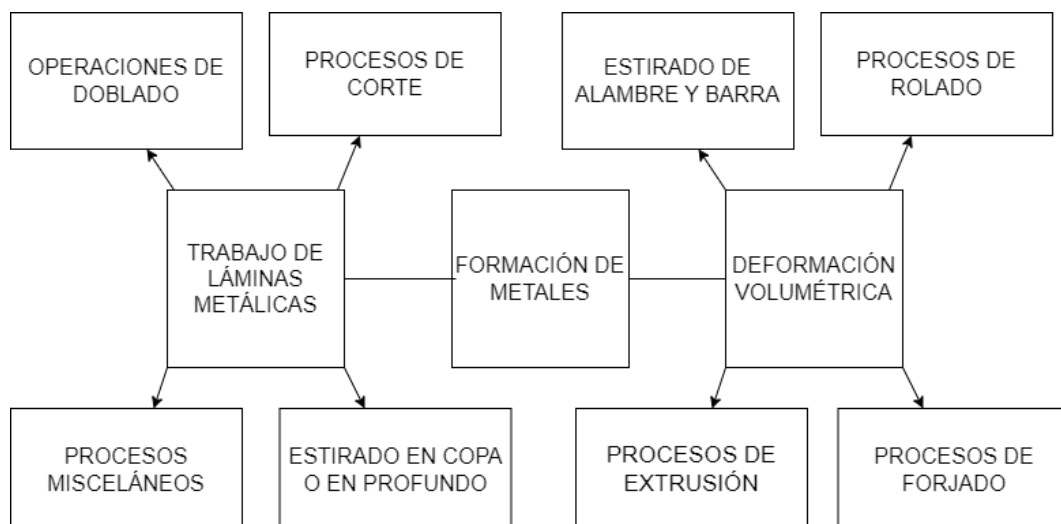 OPERACIONES DE
DOBLADO
PROCESOS DE
CORTE
ESTIRADO DE
ALAMBRE Y BARRA
PROCESOS DE
ROLADO
TRABAJO DE
LÁMINAS
METÁLICAS
FORMACIÓN DE
METALES
DEFORMACIÓN
VOLUMÉTRICA
PROCESOS
MISCELÁNEOS
ESTIRADO EN COPA
O EN PROFUNDO
PROCESOS DE
EXTRUSIÓN
PROCESOS DE
FORJADO